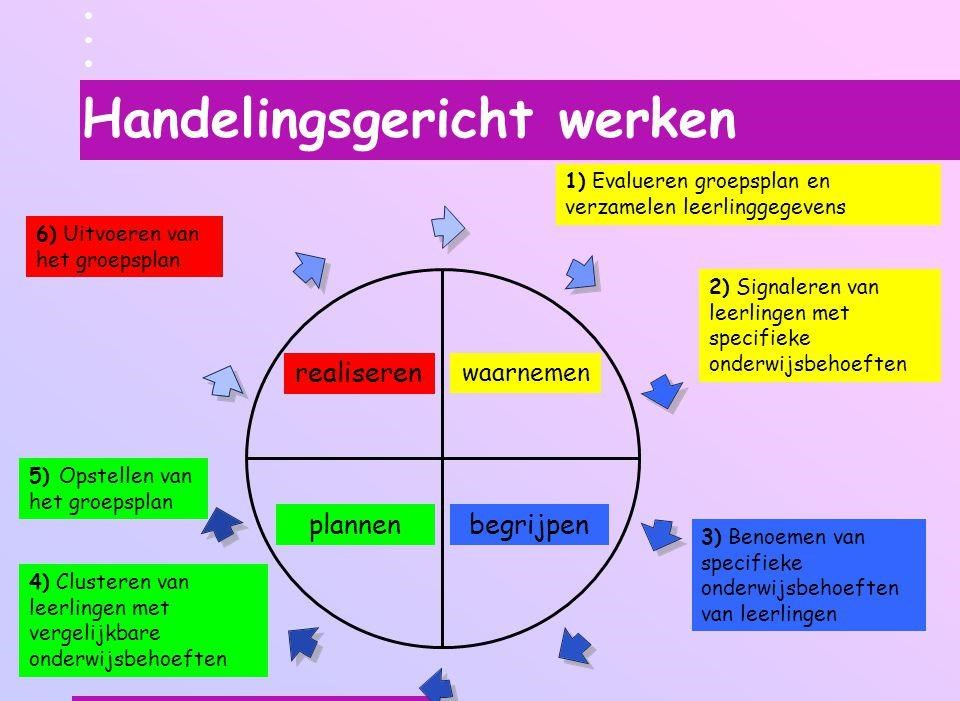 Handelingsgericht werken
1) Evalueren groepsplan en
verzamelen leerlinggegevens
6) Uitvoeren van
het groepsplan
2) Signaleren van
leerlingen met
specifieke
onderwijsbehoeften
realiseren
waarnemen
5) Opstellen van
het groepsplan
plannen
begrijpen
3) Benoemen van
specifieke
onderwijsbehoeften
van leerlingen
4) Clusteren van
leerlingen met
vergelijkbare
onderwijsbehoeften